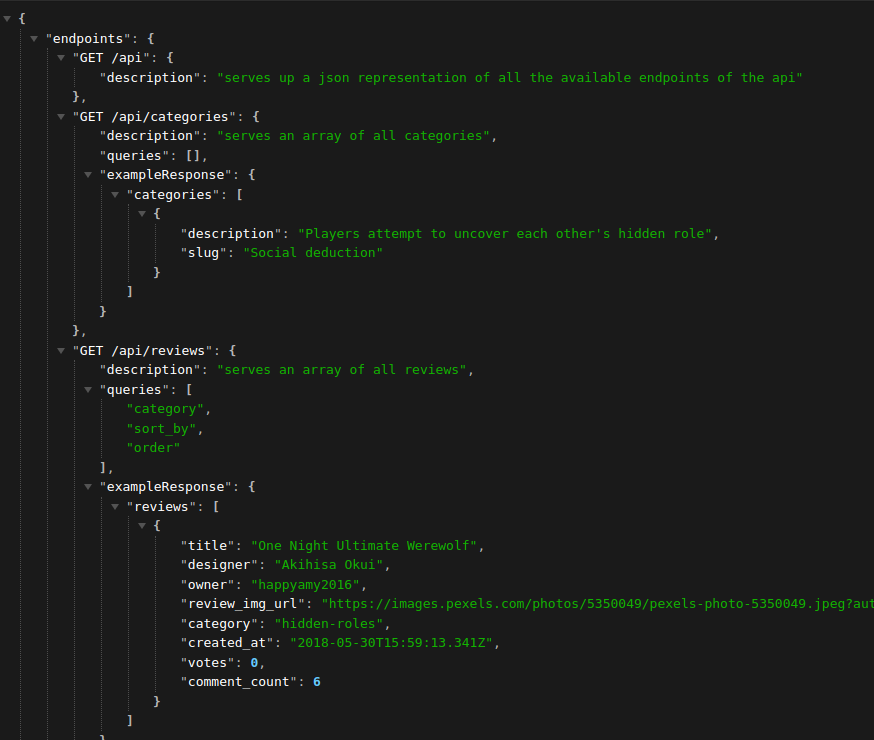 {
"endpoints": {
"GET /api": {
"description": "serves up a json representation of all the available endpoints of the api"
},
"GET /api/categories": {
"description": "serves an array of all categories",
"queries": [],
"exampleResponse": {
"categories": [
{
"description": "Players attempt to uncover each other's hidden role",
"slug": "Social deduction"
}
]
}
},
"GET /api/reviews": {
"description": "serves an array of all reviews",
"queries": [
"category",
"sort_by",
"order"
],
"exampleResponse": {
"reviews": [
{
"title": "One Night Ultimate Werewolf",
"designer": "Akihisa Okui",
"owner": "happyamy2016",
"review_img_url": "https://images.pexels.com/photos/5350049/pexels-photo-5350049.jpeg?aut
"category": "hidden-roles",
"created_at": "2018-05-30T15:59:13.341Z",
"votes": 0,
"comment_count": 6
}
]
}